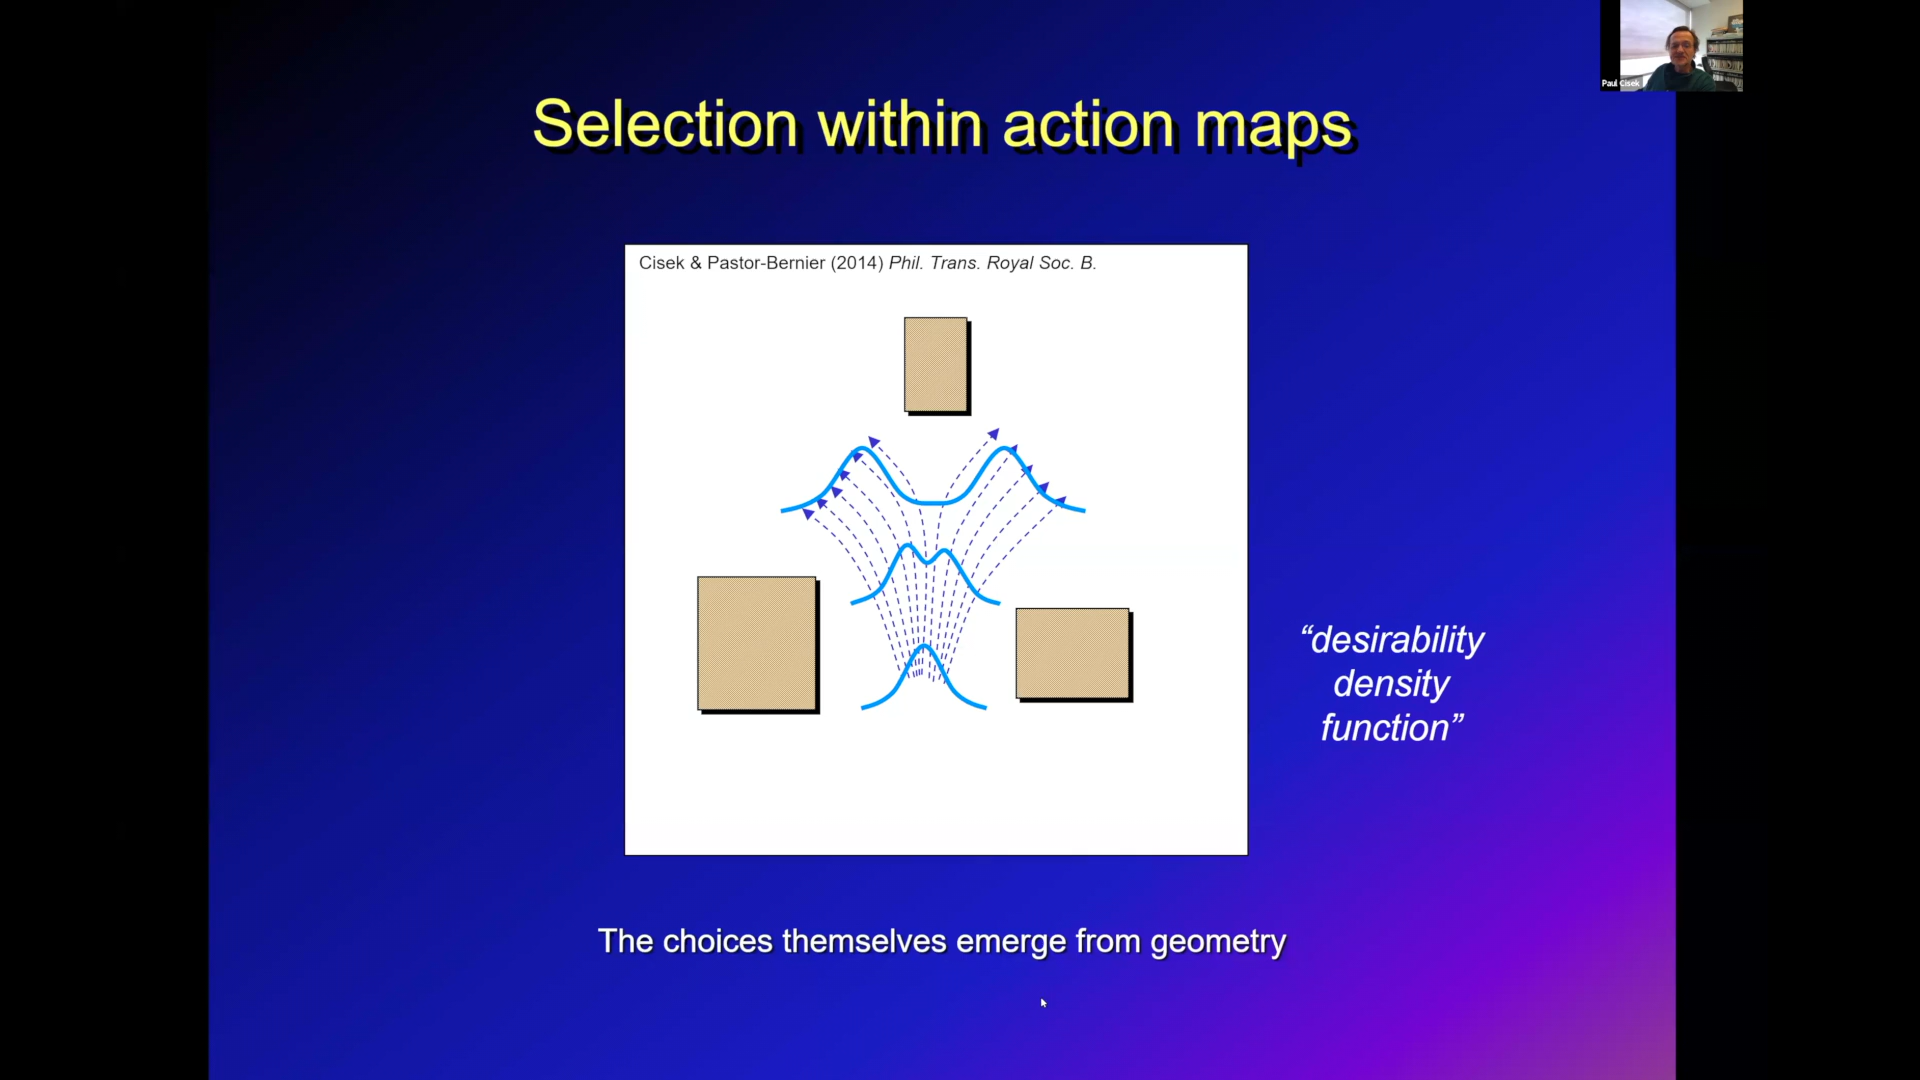 Paul Cisek
Selection within action maps
Cisek & Pastor-Bernier (2014) Phil. Trans. Royal Soc. B.
“desirability
density
function”
The choices themselves emerge from geometry